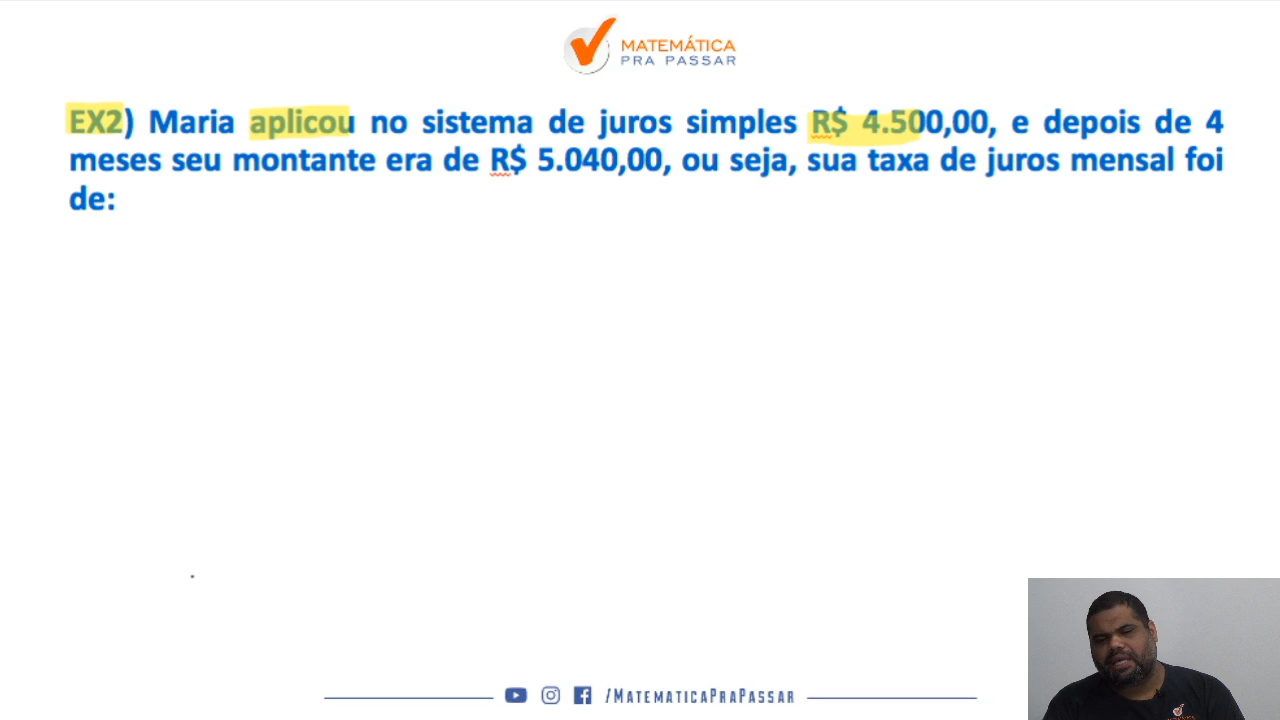 MATEMÁTICA
PRA PASSAR
EX2) Maria aplicou no sistema de juros simples R$ 4.500,00, e depois de 4
meses seu montante era de R$ 5.040,00, ou seja, sua taxa de juros mensal foi
de:
/MATEMATICAPRAPASSAR